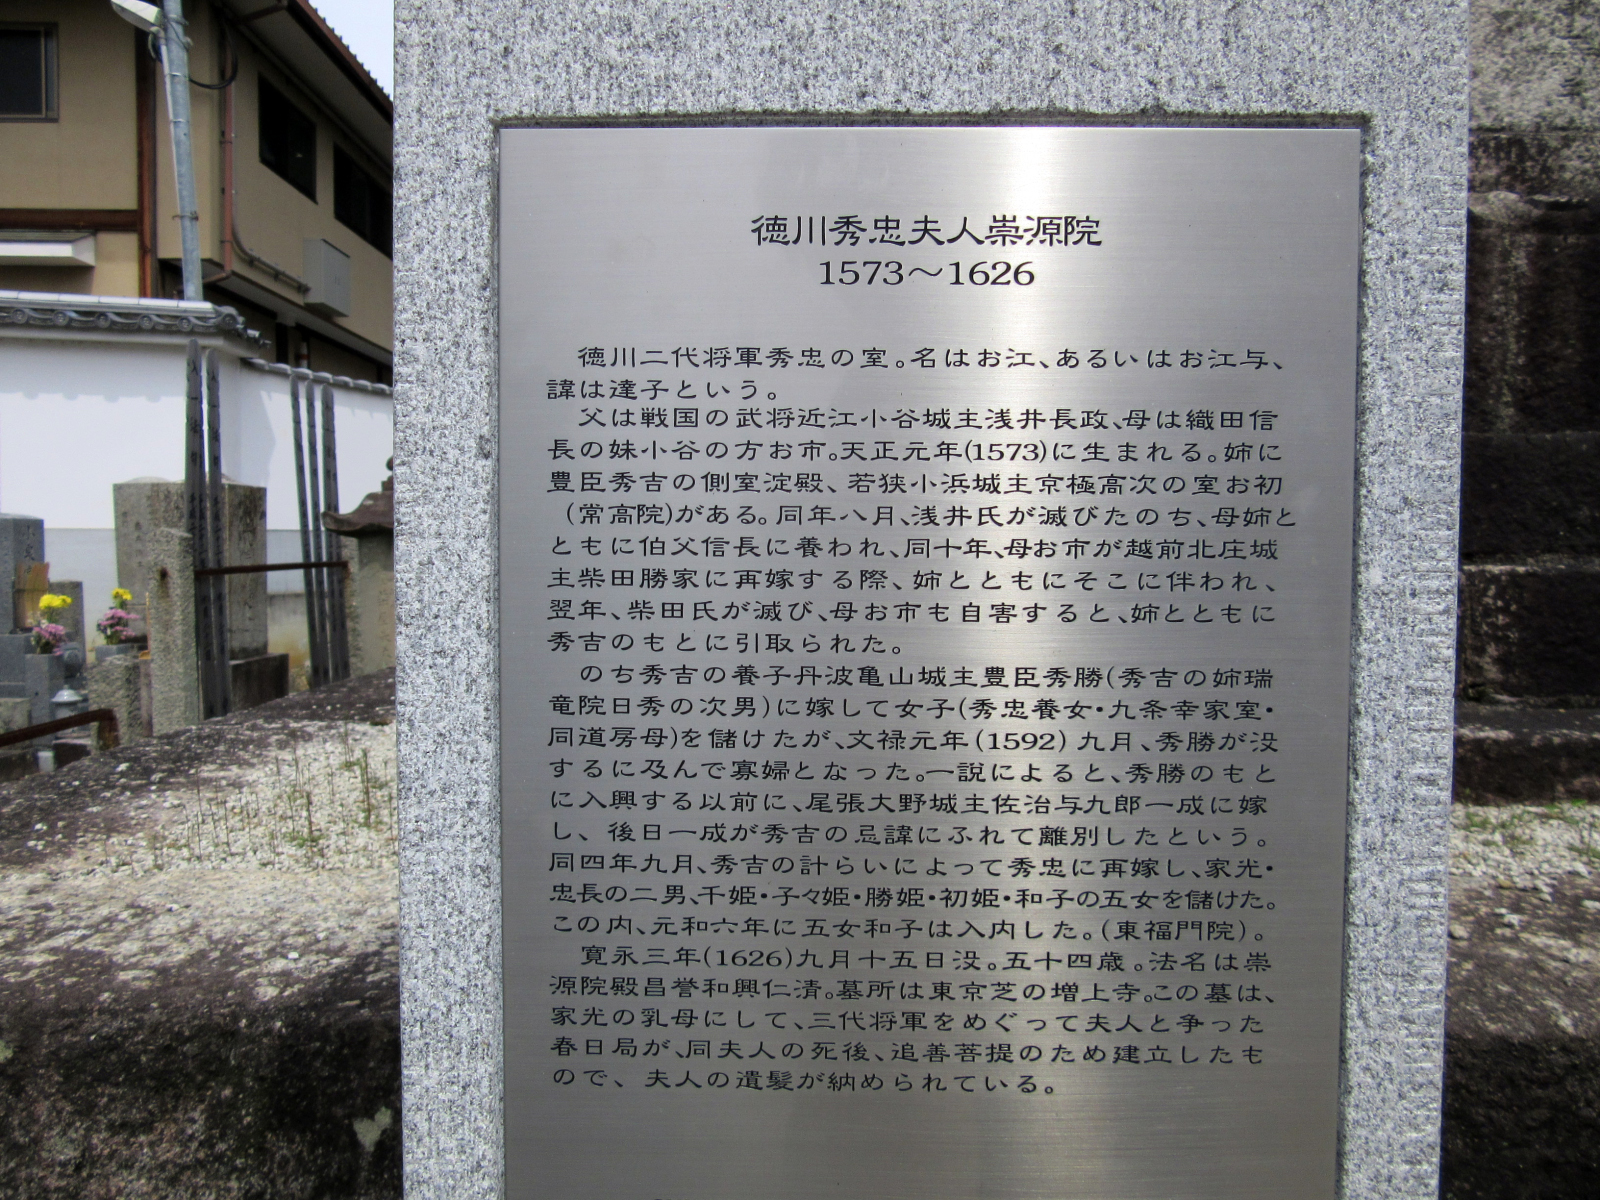 徳川秀忠夫人崇源院
1573～1626
徳川二代将軍秀忠の室。名はお江、あるいはお江与、
諱は達子という。
父は戦国の武将近江小谷城主浅井長政、母は織田信
長の妹小谷の方お市。天正元年(1573)に生まれる。姉に
豊臣秀吉の側室淀殿、若狭小浜城主京極高次の室お初
(常高院)がある。同年八月、浅井氏が滅びたのち、母姉と
ともに伯父信長に養われ、同十年、母お市が越前北庄城
主柴田勝家に再嫁する際、姉とともにそこに伴われ、
翌年、柴田氏が滅び、母お市も自害すると、姉とともに
秀吉のもとに引取られた。
のち秀吉の養子丹波亀山城主豊臣秀勝(秀吉の姉瑞
竜院日秀の次男)に嫁して女子(秀忠養女・九条幸家室・
同道房母)を儲けたが、文禄元年(1592)九月、秀勝が没
するに及んで寡婦となった。一説によると、秀勝のもと
に入興する以前に、尾張大野城主佐治与九郎一成に嫁
し、後日一成が秀吉の忌諱にふれて離別したという。
同四年九月、秀吉の計らいによって秀忠に再嫁し、家光・
忠長の二男、千姫・子々姫・勝姫・初姫・和子の五女を儲けた。
この内、元和六年に五女和子は入内した。(東福門院)。
寛永三年(1626)九月十五日没。五十四歳。法名は崇
源院殿昌誉和興仁清。墓所は東京芝の増上寺。この墓は、
家光の乳母にして、三代将軍をめぐって夫人と争った
春日局が、同夫人の死後、追善菩提のため建立したも
ので、夫人の遺髪が納められている。